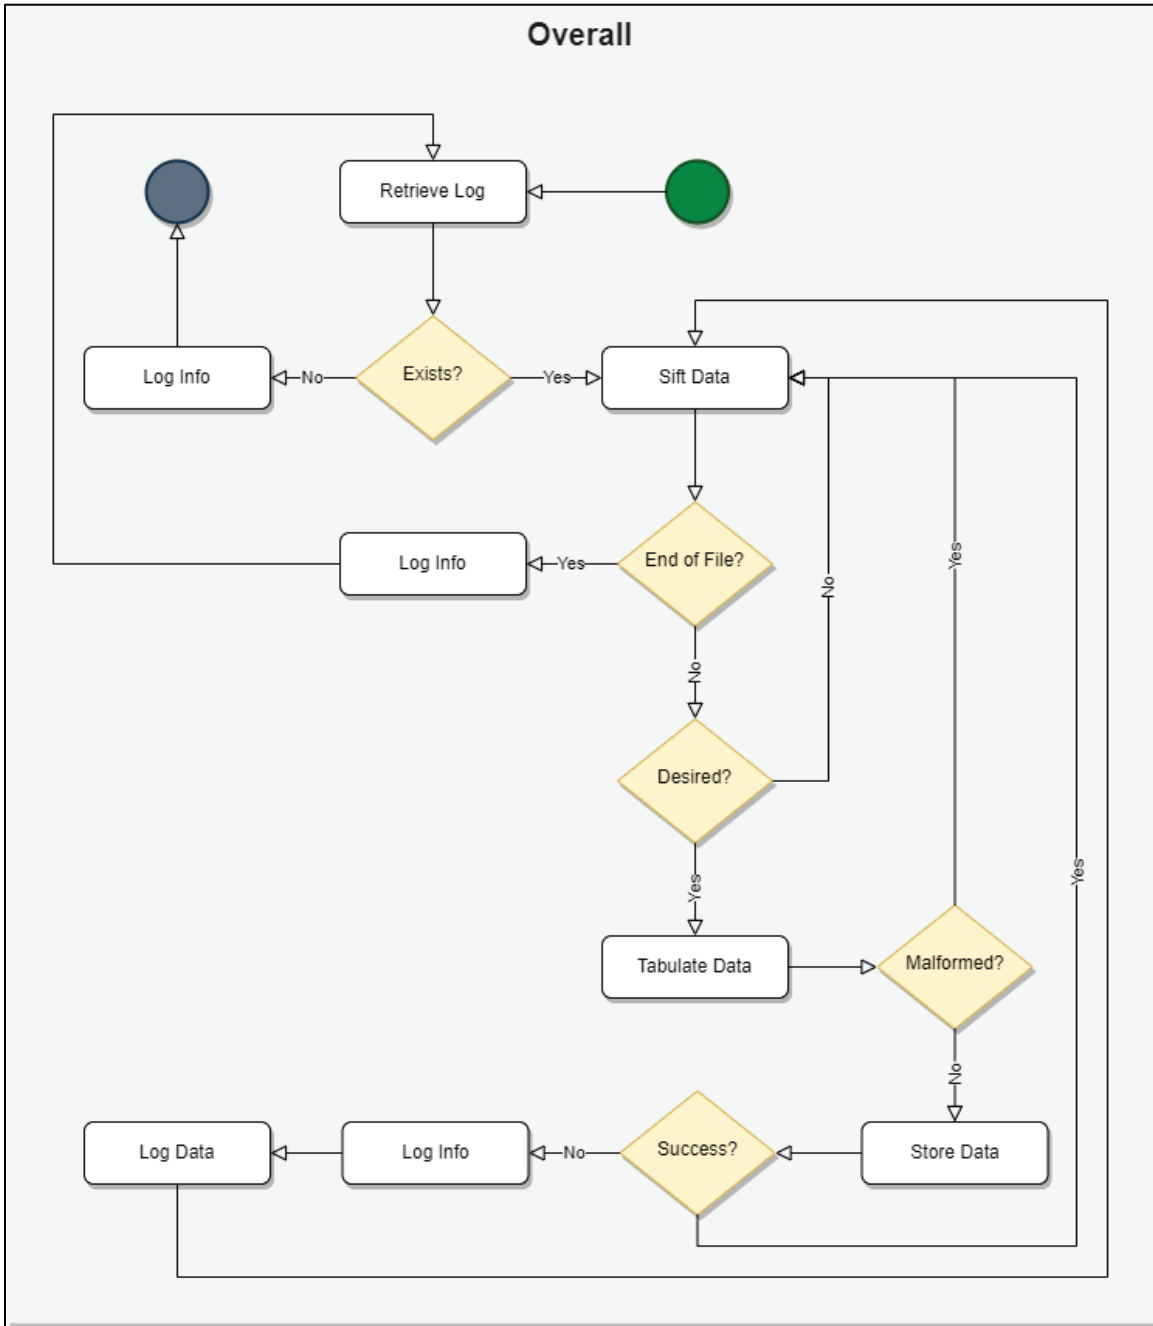 Overall
Retrieve Log
Log Info
No
Exists?
Yes
Sift Data
Log Info
Yes
End of File?
No
Yes
No
Desired?
Yes
Yes
Tabulate Data
Malformed?
No
Log Data
Log Info
No
Success?
Store Data